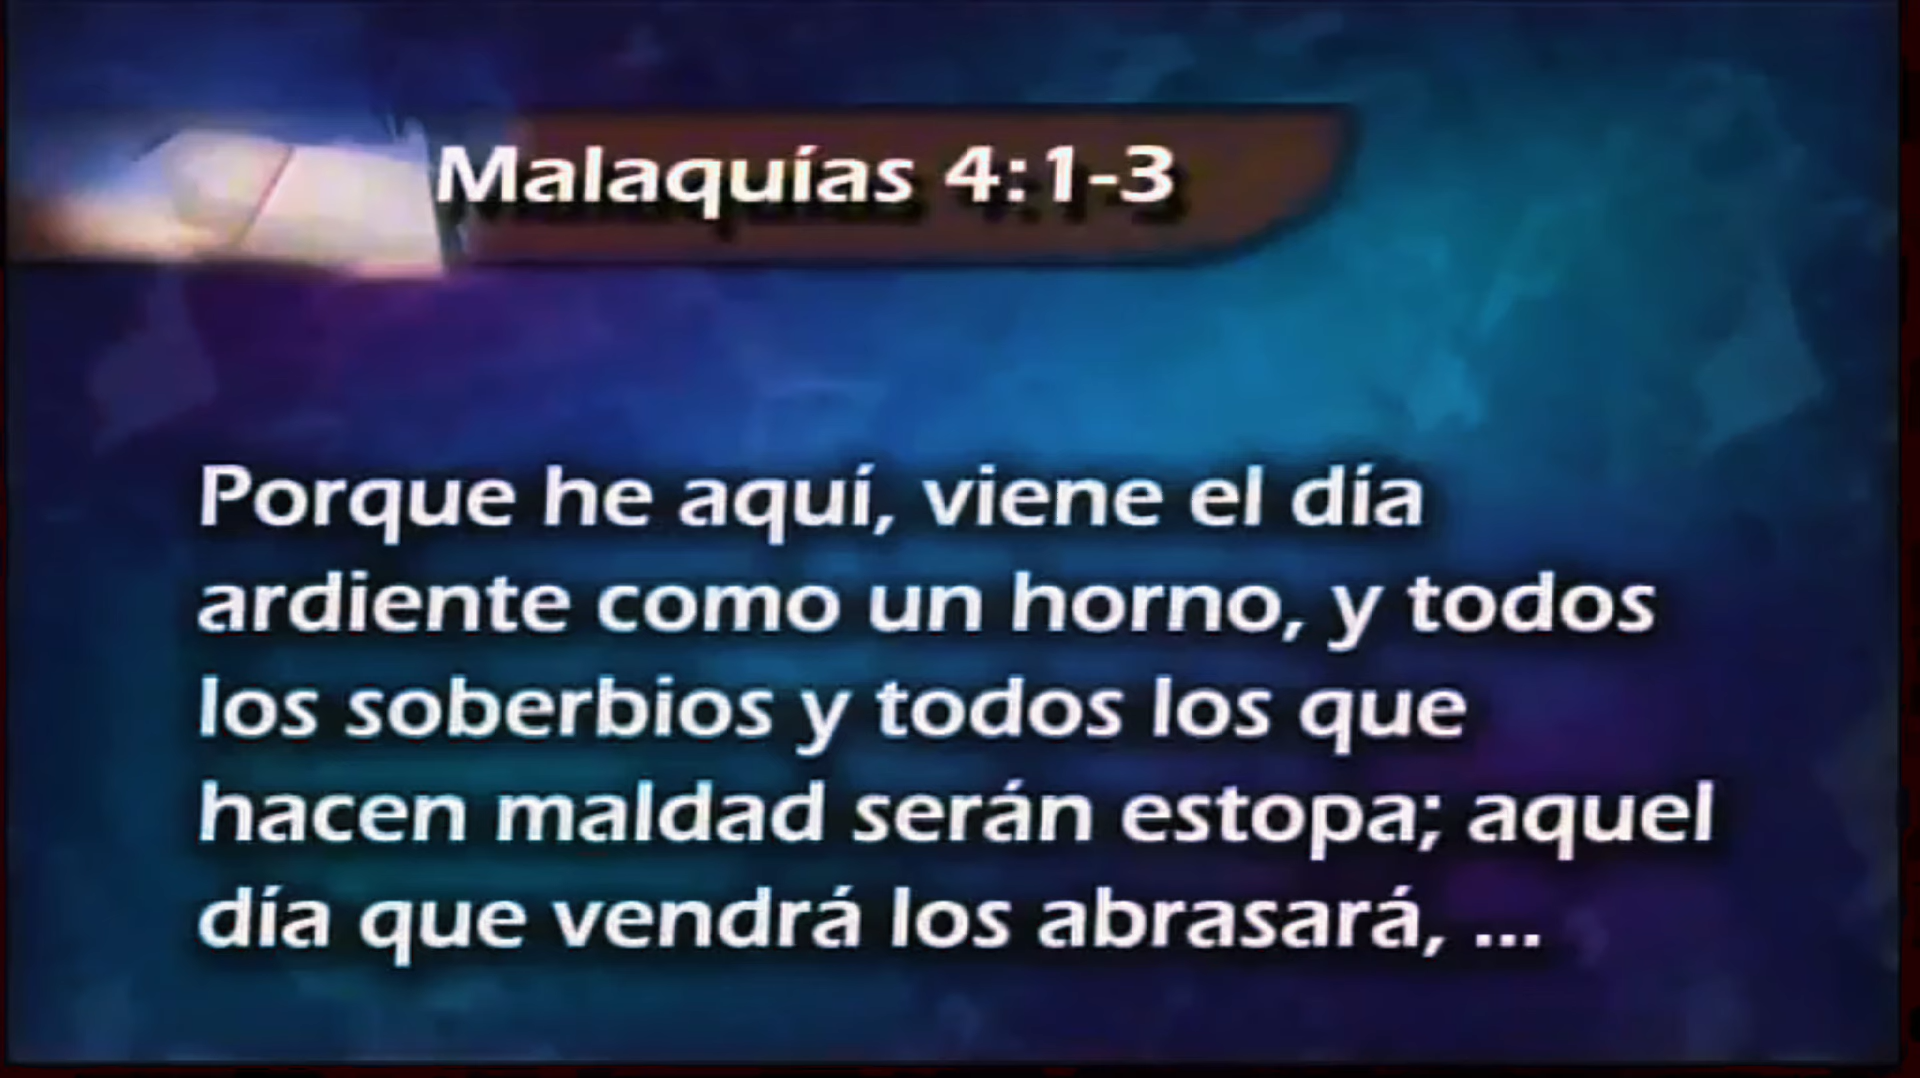 Malaquías 4:1-3
Porque he aquí, viene el día
ardiente como un horno, y todos
los soberbios y todos los que
hacen maldad serán estopa; aquel
día que vendrá los abrasará, ...